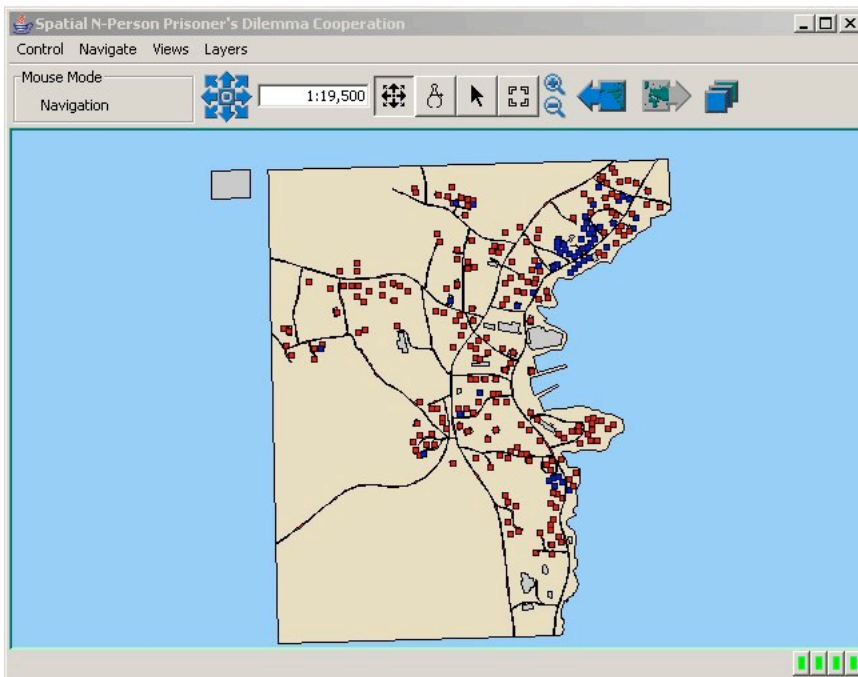 Spatial N-Person Prisoner's Dilemma Cooperation
Control Navigate Views Layers
Mouse Mode
Navigation
1:19,500